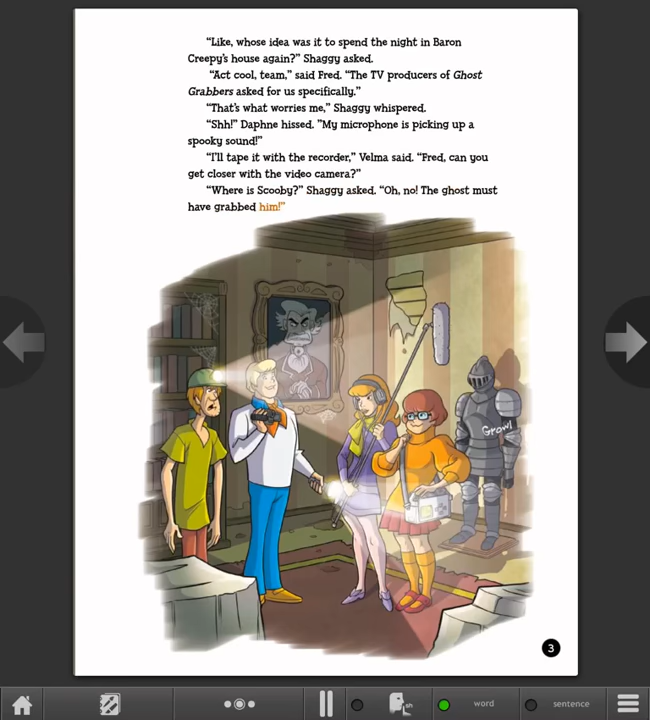 “Like, whose idea was it to spend the night in Baron
Creepy’s house again?” Shaggy asked.
“Act cool, team,” said Fred. “The TV producers of Ghost
Grabbers asked for us specifically.”
“That’s what worries me,” Shaggy whispered.
“Shh!” Daphne hissed. ”My microphone is picking up a
spooky sound!”
“I’ll tape it with the recorder,” Velma said. “Fred, can you
get closer with the video camera?”
“Where is Scooby?” Shaggy asked. “Oh, no! The ghost must
have grabbed him!”
Growl
3
sh
word
sentence